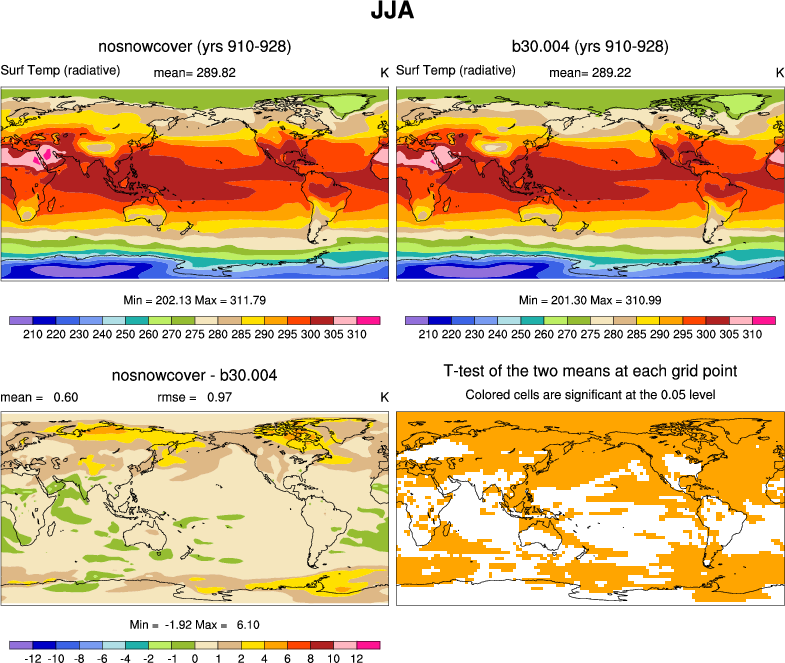 JJA
nosnowcover (yrs 910-928)
b30.004 (yrs 910-928)
Surf Temp (radiative) mean= 289.82 K
Surf Temp (radiative) mean= 289.22 K
Min = 202.13 Max = 311.79
Min = 201.30 Max = 310.99
210 220 230 240 250 260 270 275 280 285 290 295 300 305 310
210 220 230 240 250 260 270 275 280 285 290 295 300 305 310
nosnowcover - b30.004
T-test of the two means at each grid point
mean = 0.60 rmse = 0.97 K
Colored cells are significant at the 0.05 level
Min = -1.92 Max = 6.10
-12 -10 -8 -6 -4 -2 -1 0 1 2 4 6 8 10 12